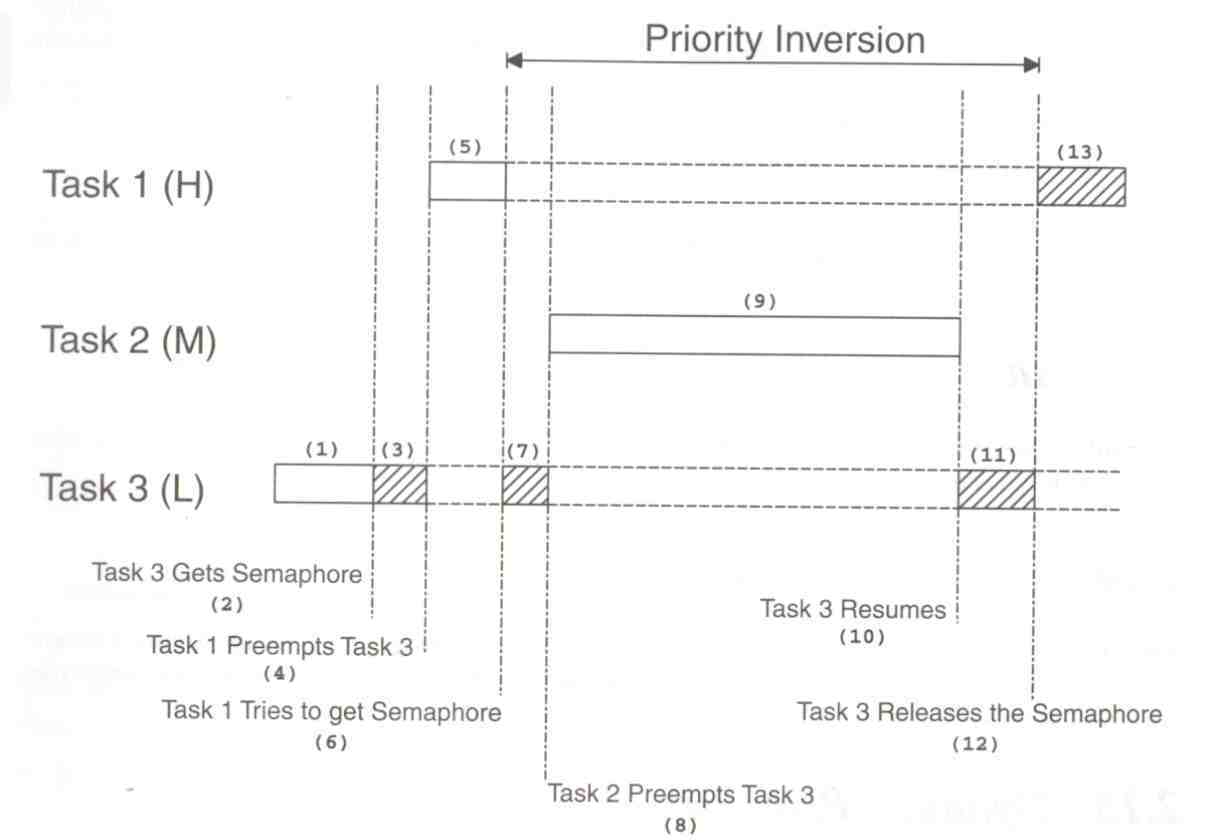 Priority Inversion
(5)
(13)
Task 1 (H)
(9)
Task 2 (M)
(1) (3) (7) (11)
Task 3 (L)
Task 3 Gets Semaphore
(2)
Task 3 Resumes
(10)
Task 1 Preempts Task 3
(4)
Task 1 Tries to get Semaphore
(6)
Task 3 Releases the Semaphore
(12)
Task 2 Preempts Task 3
(8)